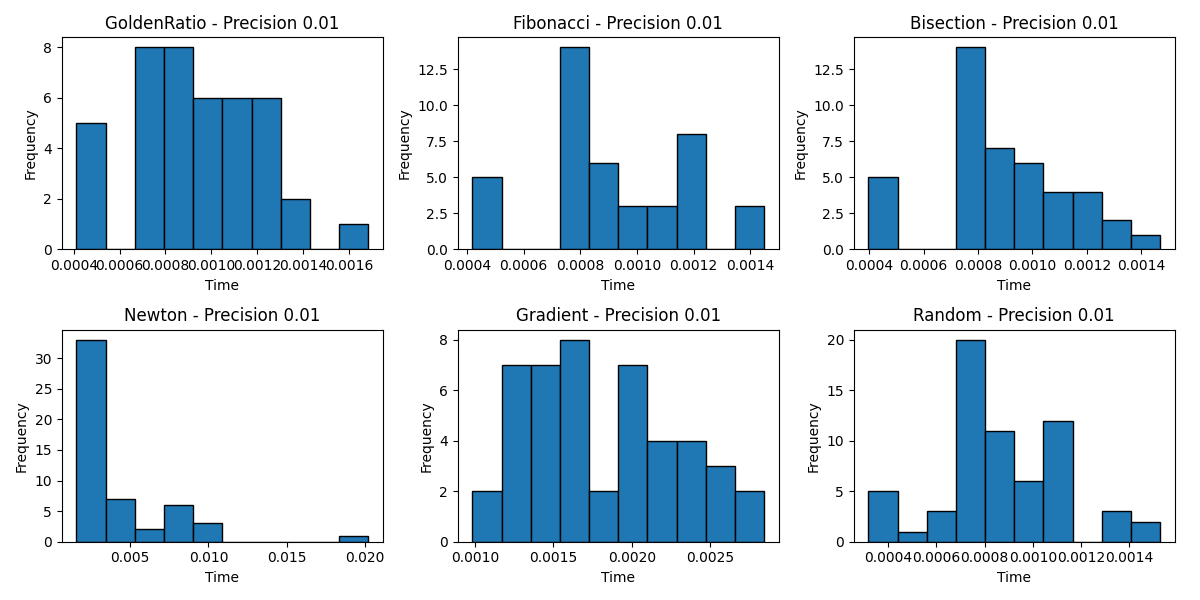 GoldenRatio - Precision 0.01
Frequency
8
6
4
2
0
0.0004 0.0006 0.0008 0.0010 0.0012 0.0014 0.0016
Time
Fibonacci - Precision 0.01
Frequency
12.5
10.0
7.5
5.0
2.5
0.0
0.0004 0.0006 0.0008 0.0010 0.0012 0.0014
Time
Bisection - Precision 0.01
Frequency
12.5
10.0
7.5
5.0
2.5
0.0
0.0004 0.0006 0.0008 0.0010 0.0012 0.0014
Time
Newton - Precision 0.01
Frequency
30
25
20
15
10
5
0
0.005 0.010 0.015 0.020
Time
Gradient - Precision 0.01
Frequency
8
6
4
2
0
0.0010 0.0015 0.0020 0.0025
Time
Random - Precision 0.01
Frequency
20
15
10
5
0
0.0004 0.0006 0.0008 0.0010 0.0012 0.0014
Time